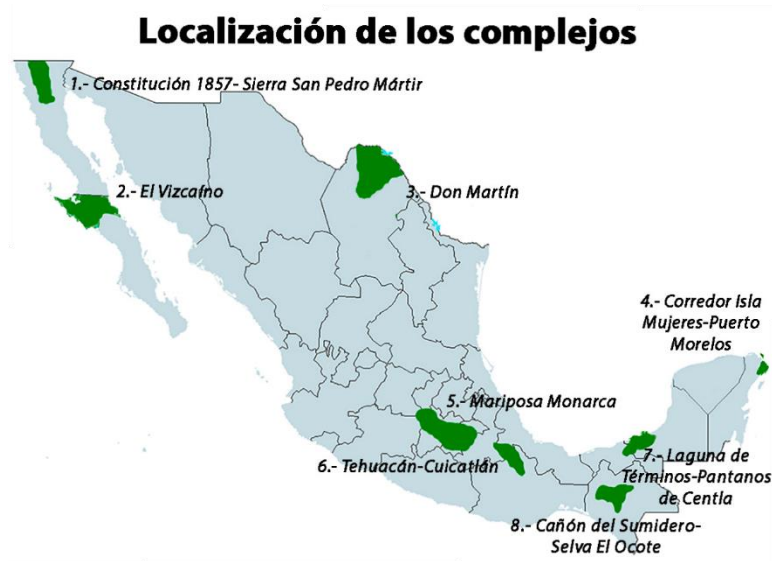 Localización de los complejos
1.- Constitución 1857- Sierra San Pedro Mártir
2.- El Vizcaíno
3.- Don Martín
4.- Corredor Isla
Mujeres-Puerto
Morelos
5.- Mariposa Monarca
6.- Tehuacán-Cuicatlán
7.- Laguna de
Términos-Pantanos
de Centla
8.- Cañón del Sumidero-
Selva El Ocote